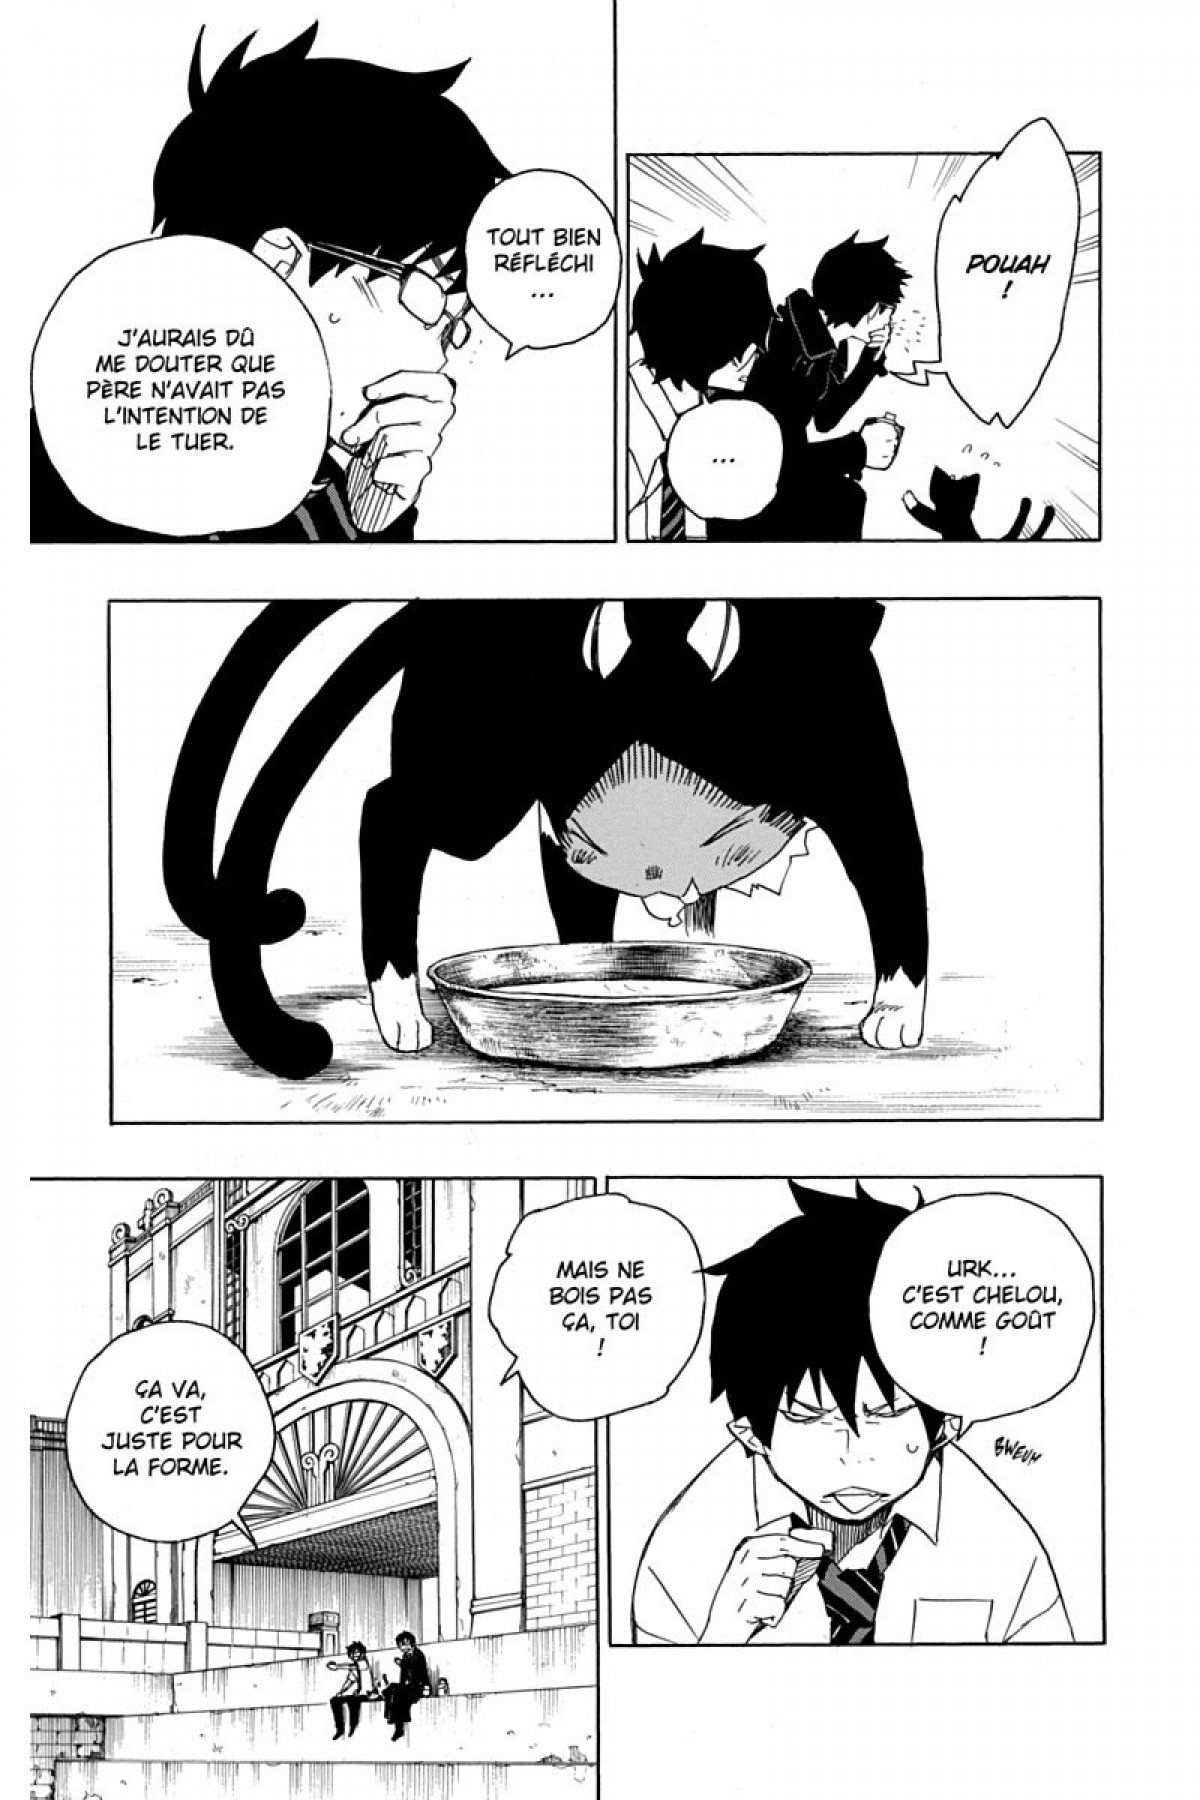 POUAH
!
...
TOUT BIEN
RÉFLÉCHI
...
J'AURAIS DÛ
ME DOUTER QUE
PÈRE N'AVAIT PAS
L'INTENTION DE
LE TUER.
URK...
C'EST CHELOU,
COMME GOÛT
!
BWEUH
MAIS NE
BOIS PAS
ÇA, TOI
!
ÇA VA,
C'EST
JUSTE POUR
LA FORME.